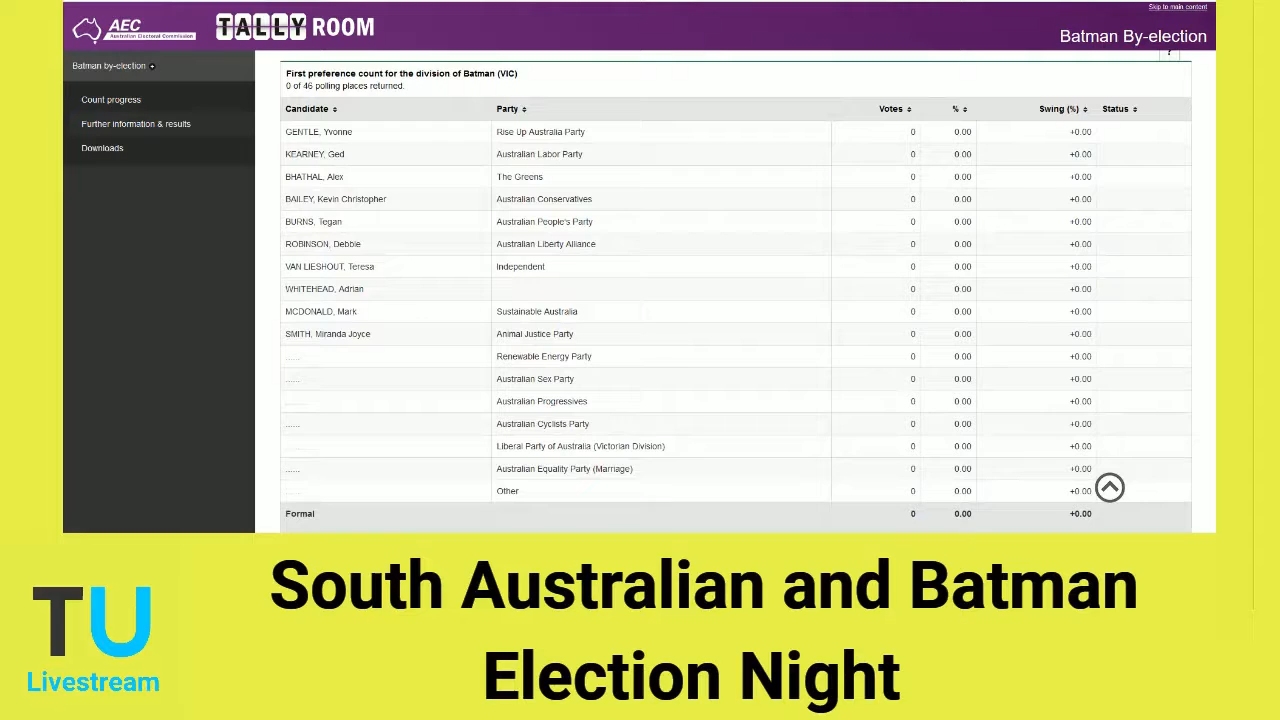 Skip to main content
AEC
Australian Electoral Commission
TALLY ROOM
Batman By-election
?
Batman by-election
Count progress
Further information & results
Downloads
First preference count for the division of Batman (VIC)
0 of 46 polling places returned.
Candidate Party Votes % Swing (%) Status
GENTLE, Yvonne Rise Up Australia Party 0 0.00 +0.00
KEARNEY, Ged Australian Labor Party 0 0.00 +0.00
BHATHAL, Alex The Greens 0 0.00 +0.00
BAILEY, Kevin Christopher Australian Conservatives 0 0.00 +0.00
BURNS, Tegan Australian People's Party 0 0.00 +0.00
ROBINSON, Debbie Australian Liberty Alliance 0 0.00 +0.00
VAN LIESHOUT, Teresa Independent 0 0.00 +0.00
WHITEHEAD, Adrian 0 0.00 +0.00
MCDONALD, Mark Sustainable Australia 0 0.00 +0.00
SMITH, Miranda Joyce Animal Justice Party 0 0.00 +0.00
...... Renewable Energy Party 0 0.00 +0.00
...... Australian Sex Party 0 0.00 +0.00
...... Australian Progressives 0 0.00 +0.00
...... Australian Cyclists Party 0 0.00 +0.00
...... Liberal Party of Australia (Victorian Division) 0 0.00 +0.00
...... Australian Equality Party (Marriage) 0 0.00 +0.00
...... Other 0 0.00 +0.00
Formal 0 0.00 +0.00
South Australian and Batman
Election Night
TU
Livestream